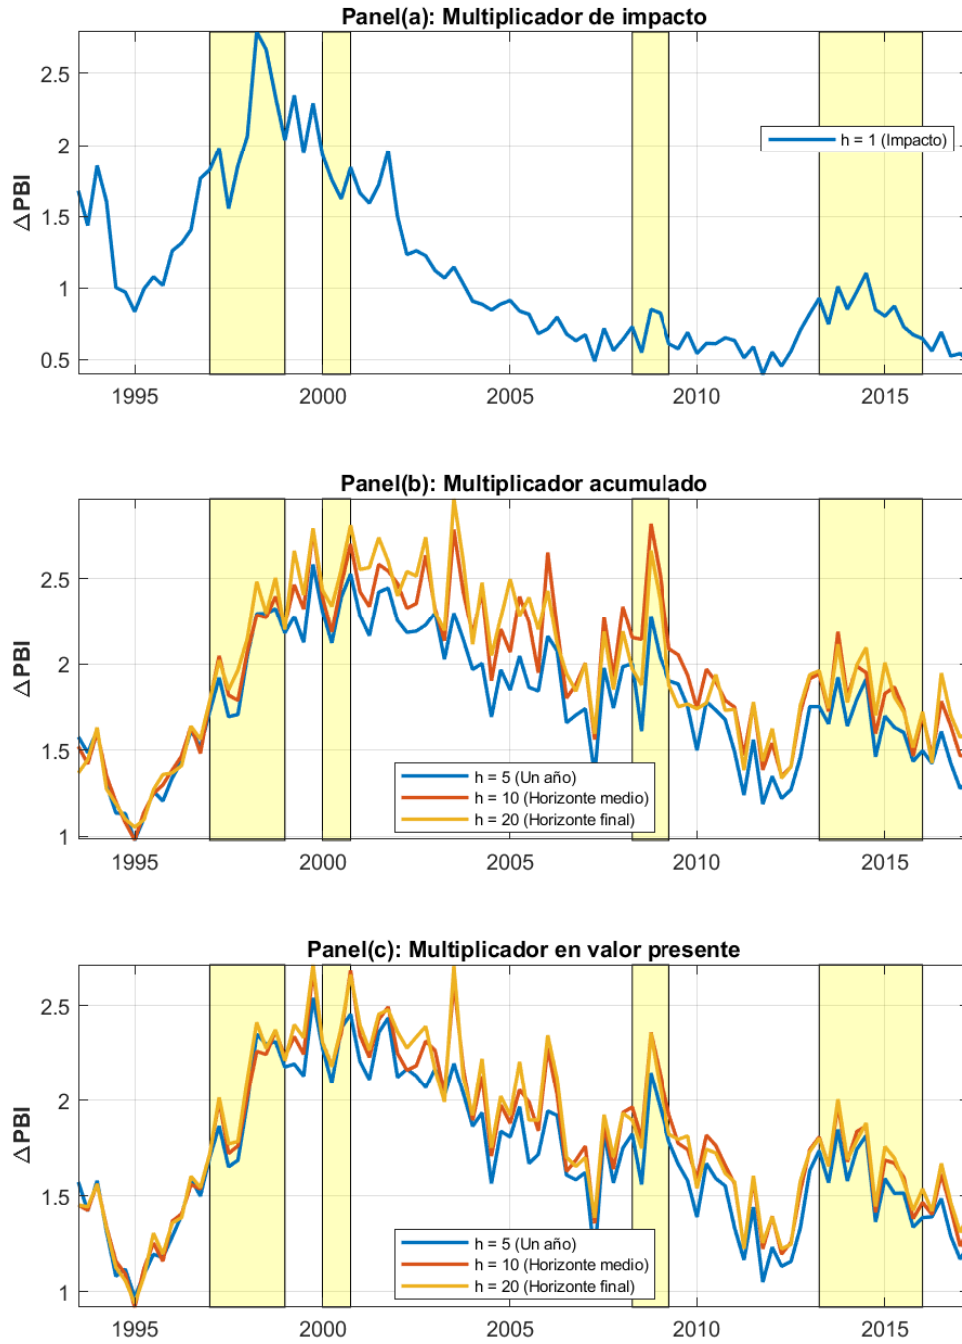 Panel(a): Multiplicador de impacto
2.5
2
1.5
1
0.5
ΔPBI
h = 1 (Impacto)
1995
2000
2005
2010
2015
Panel(b): Multiplicador acumulado
2.5
2
1.5
1
ΔPBI
h = 5 (Un año)
h = 10 (Horizonte medio)
h = 20 (Horizonte final)
1995
2000
2005
2010
2015
Panel(c): Multiplicador en valor presente
2.5
2
1.5
1
ΔPBI
h = 5 (Un año)
h = 10 (Horizonte medio)
h = 20 (Horizonte final)
1995
2000
2005
2010
2015